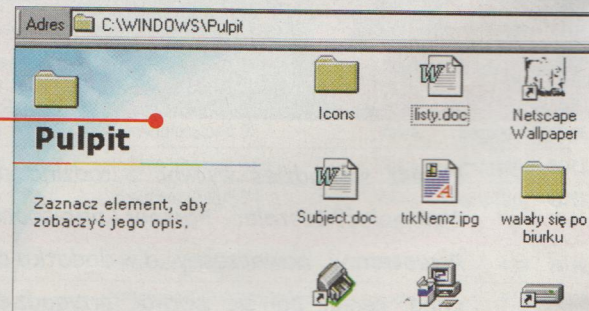 Adres C:\WINDOWS\Pulpit
Pulpit
Zaznacz element, aby
zobaczyć jego opis.
Icons
listy.doc
Netscape
Wallpaper
Subject.doc
trkNemz.jpg
walały się po
biurku